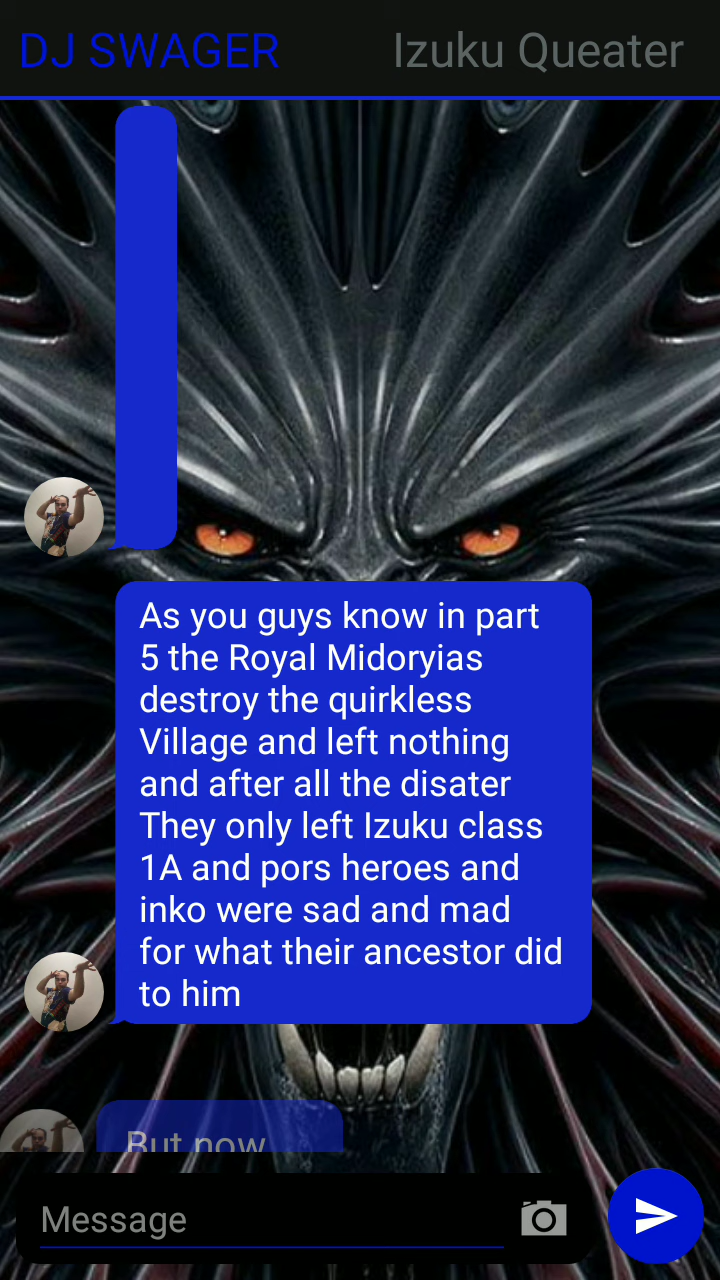 DJ SWAGER
Izuku Queater
As you guys know in part
5 the Royal Midoryias
destroy the quirkless
Village and left nothing
and after all the disater
They only left Izuku class
1A and pors heroes and
inko were sad and mad
for what their ancestor did
to him
But now
Message